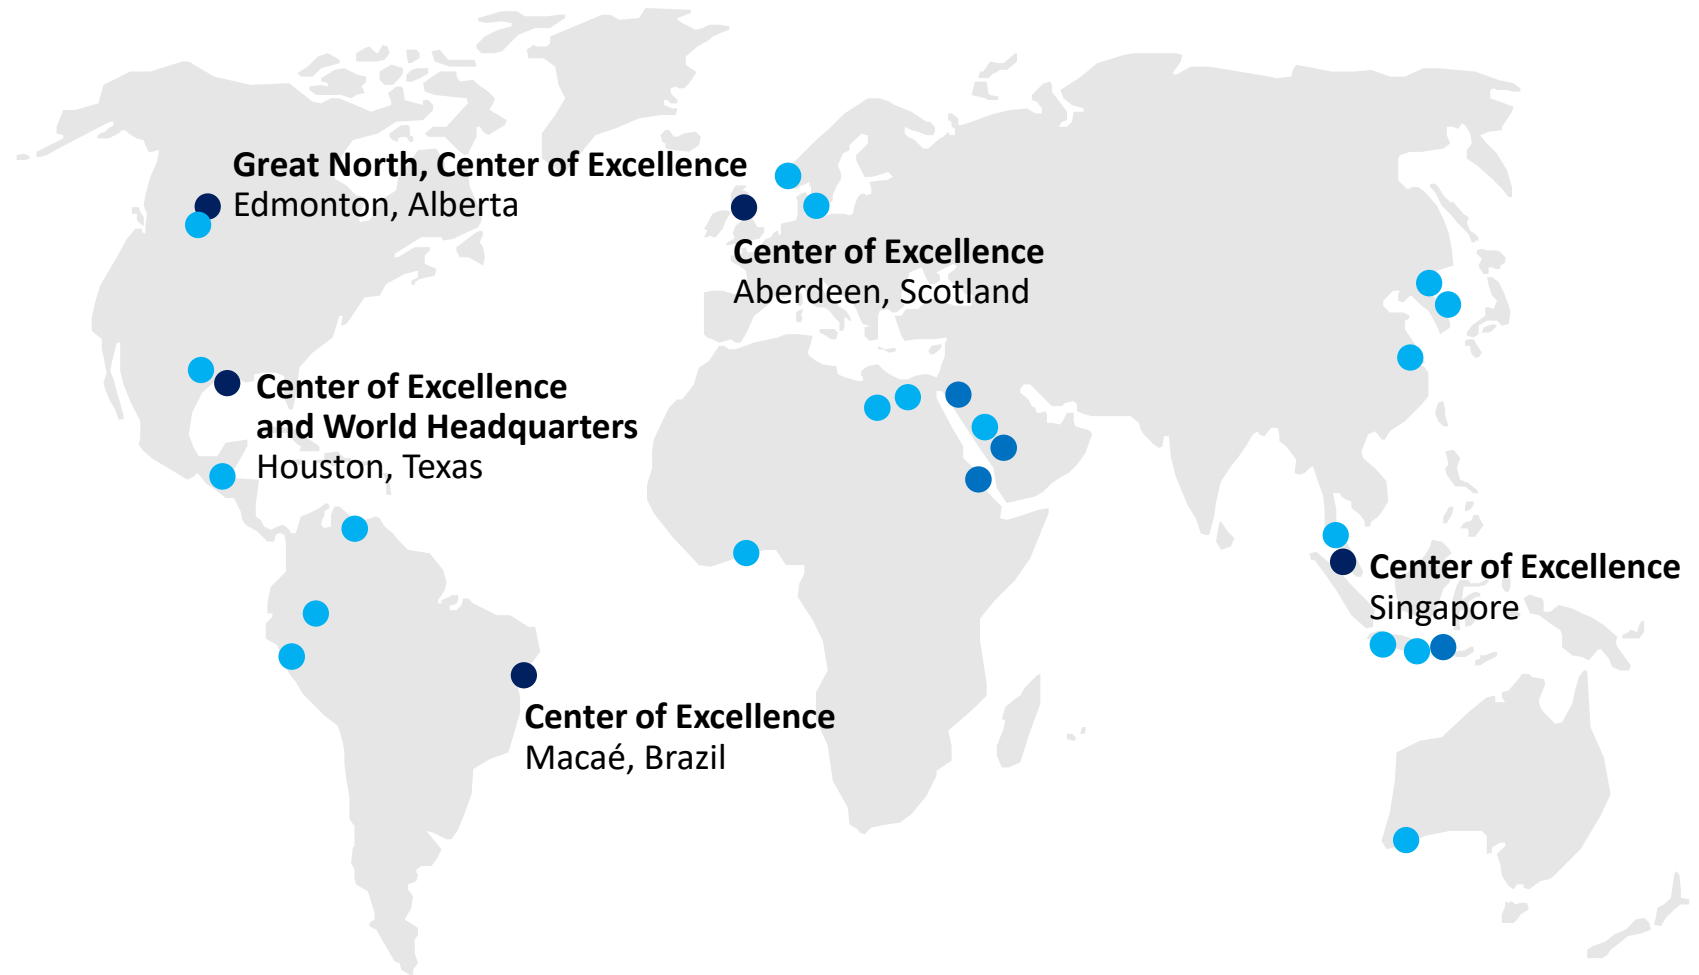 Great North, Center of Excellence
Edmonton, Alberta
Center of Excellence
Aberdeen, Scotland
Center of Excellence
and World Headquarters
Houston, Texas
Center of Excellence
Singapore
Center of Excellence
Macaé, Brazil